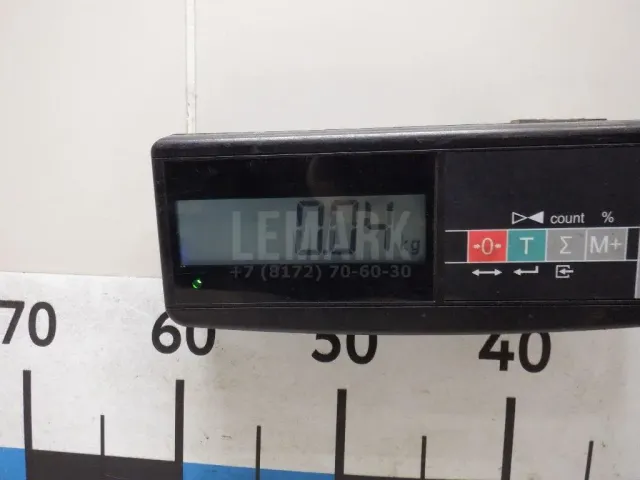 count %
0.04 kg
LEMARK
+7 (8172) 70-60-30
→0← T Σ M+
70 60 50 40